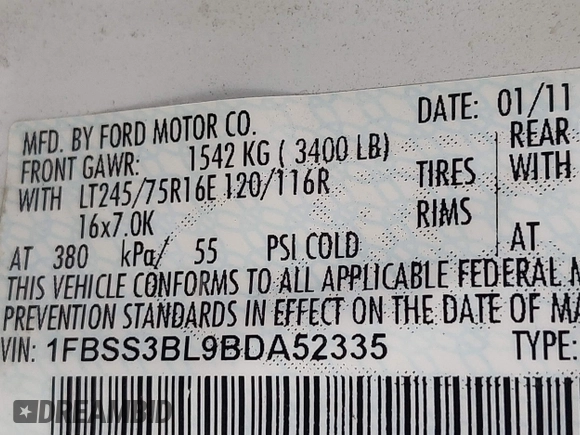 MFD. BY FORD MOTOR CO.
DATE: 01/11
FRONT GAWR: 1542 KG ( 3400 LB)
REAR
WITH LT245/75R16E 120/116R TIRES
WITH
16x7.0K RIMS
AT 380 kPa/ 55 PSI COLD
AT
THIS VEHICLE CONFORMS TO ALL APPLICABLE FEDERAL M
PREVENTION STANDARDS IN EFFECT ON THE DATE OF MA
VIN: 1FBSS3BL9BDA52335
TYPE:
DREAMBID